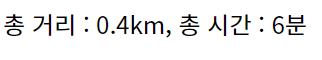 총 거리 : 0.4km, 총 시간 : 6분